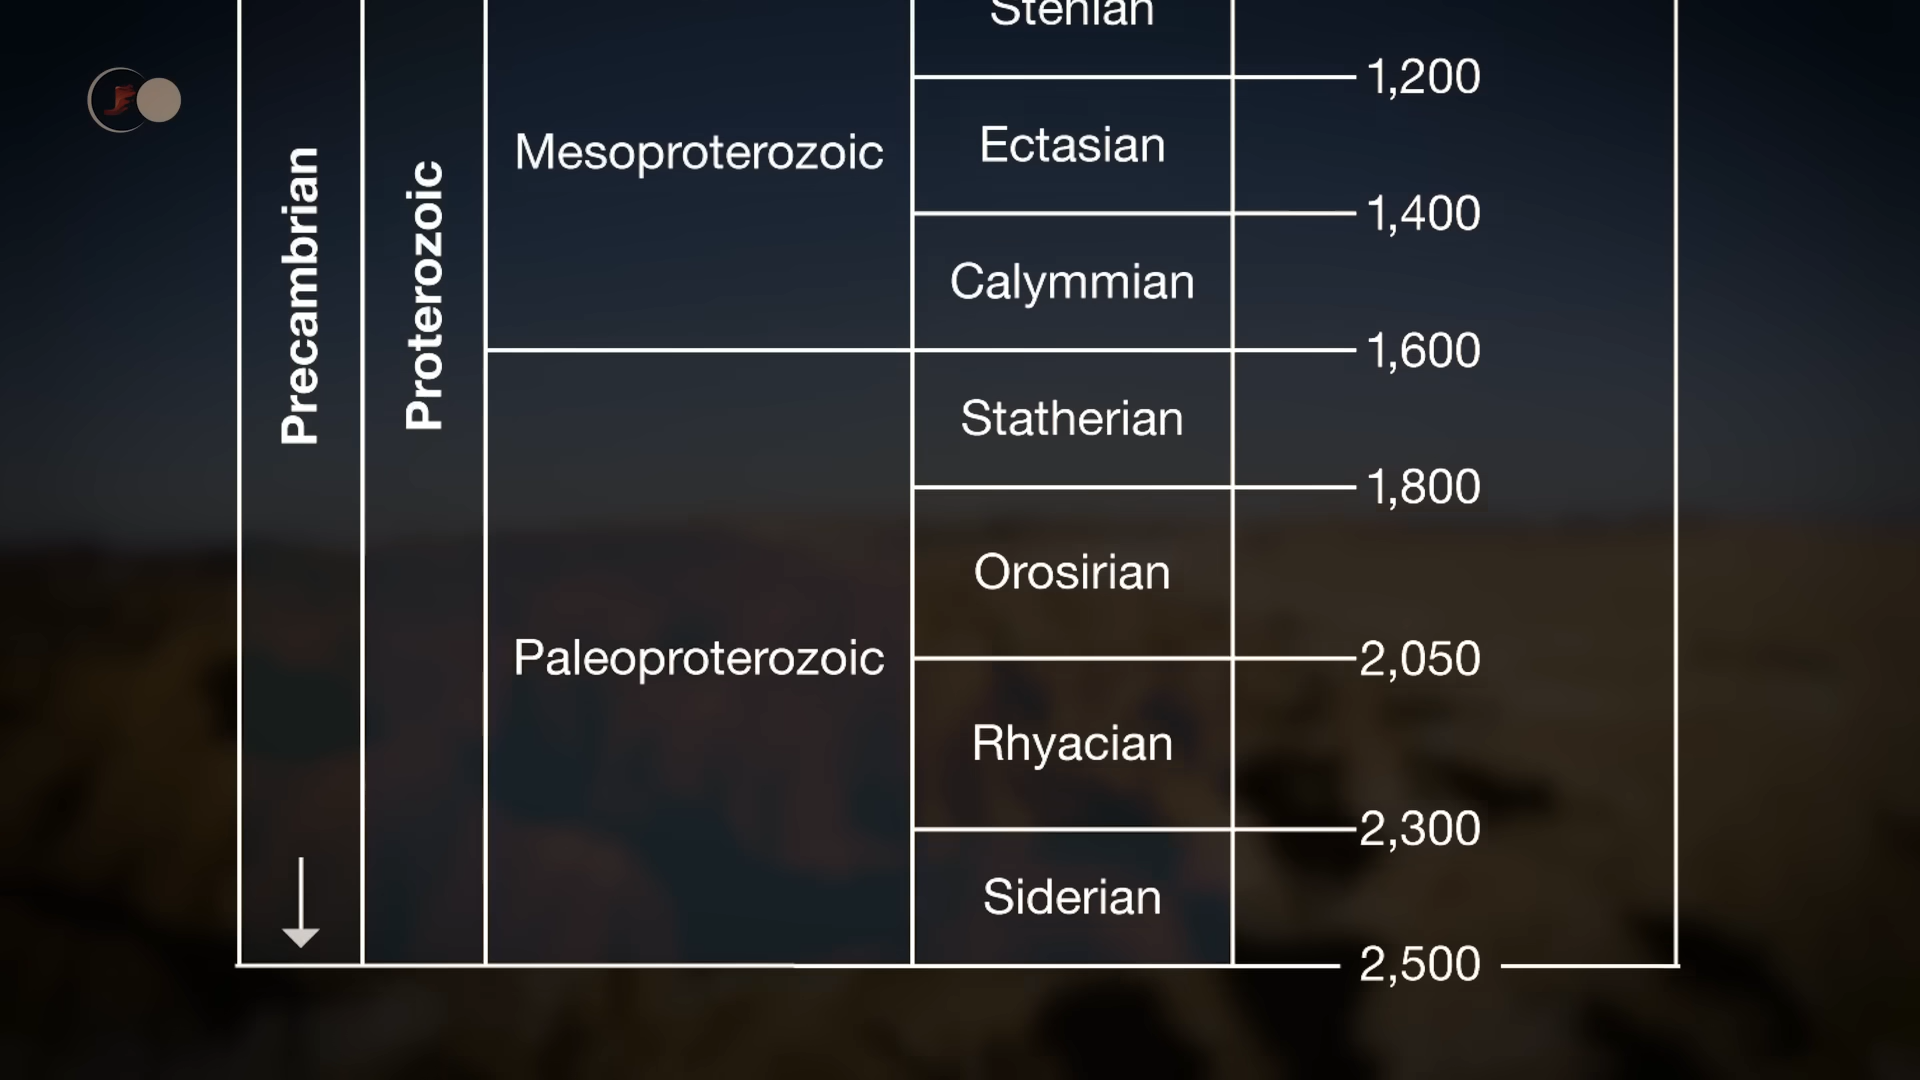 Stenian
1,200
Precambrian
Proterozoic
Mesoproterozoic
Ectasian
1,400
Calymmian
1,600
Statherian
1,800
Orosirian
Paleoproterozoic
2,050
Rhyacian
2,300
Siderian
2,500